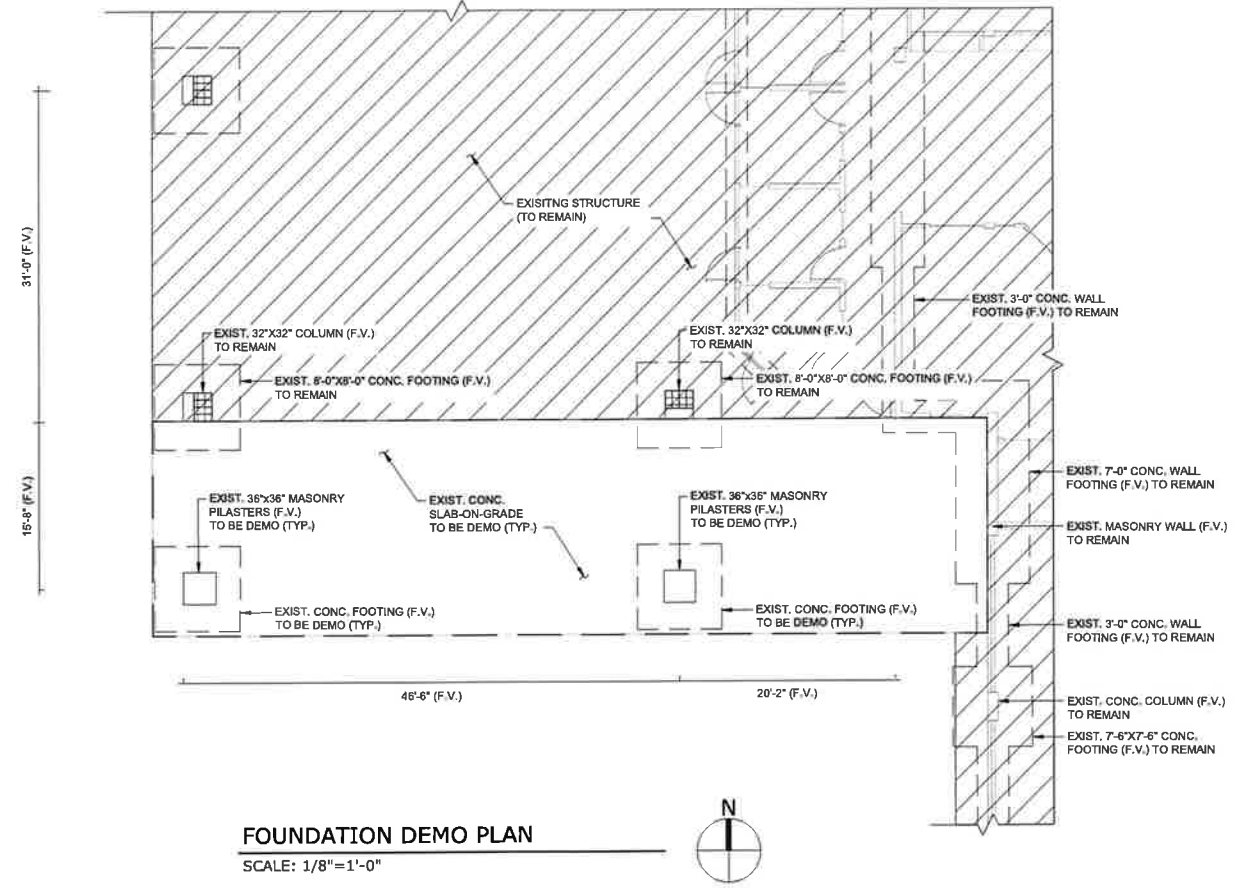 EXISITNG STRUCTURE
(TO REMAIN)
31'-0" (F.V.)
EXIST. 3'-0" CONC. WALL
FOOTING (F.V.) TO REMAIN
EXIST. 32"X32" COLUMN (F.V.)
TO REMAIN
EXIST. 32"X32" COLUMN (F.V.)
TO REMAIN
EXIST. 8'-0"X8'-0" CONC. FOOTING (F.V.)
TO REMAIN
EXIST. 8'-0"X8'-0" CONC. FOOTING (F.V.)
TO REMAIN
15'-8" (F.V.)
EXIST. 36"x36" MASONRY
PILASTERS (F.V.)
TO BE DEMO (TYP.)
EXIST. CONC.
SLAB-ON-GRADE
TO BE DEMO (TYP.)
EXIST. 36"x36" MASONRY
PILASTERS (F.V.)
TO BE DEMO (TYP.)
EXIST. 7'-0" CONC. WALL
FOOTING (F.V.) TO REMAIN
EXIST. MASONRY WALL (F.V.)
TO REMAIN
EXIST. CONC. FOOTING (F.V.)
TO BE DEMO (TYP.)
EXIST. CONC. FOOTING (F.V.)
TO BE DEMO (TYP.)
EXIST. 3'-0" CONC. WALL
FOOTING (F.V.) TO REMAIN
46'-6" (F.V.)
20'-2" (F.V.)
EXIST. CONC. COLUMN (F.V.)
TO REMAIN
EXIST. 7'-6"X7'-6" CONC.
FOOTING (F.V.) TO REMAIN
N
FOUNDATION DEMO PLAN
SCALE: 1/8"=1'-0"